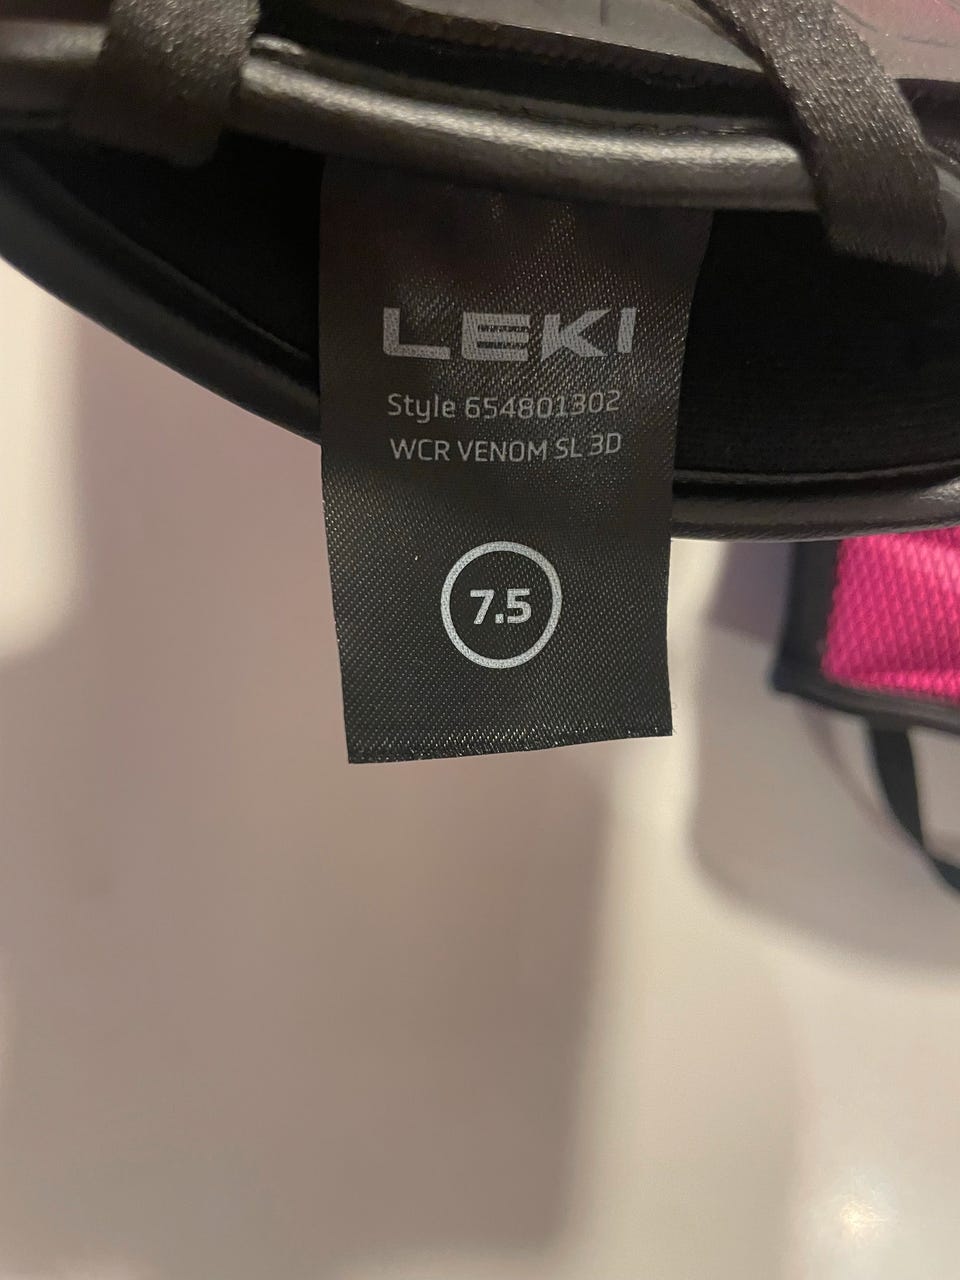 LEKI
Style 654801302
WCR VENOM SL 3D
7.5